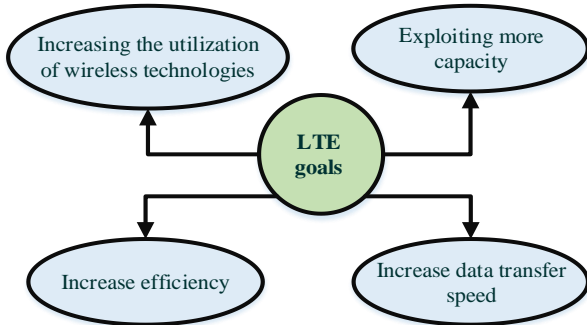 Increasing the utilization
of wireless technologies
Exploiting more
capacity
LTE
goals
Increase efficiency
Increase data transfer
speed